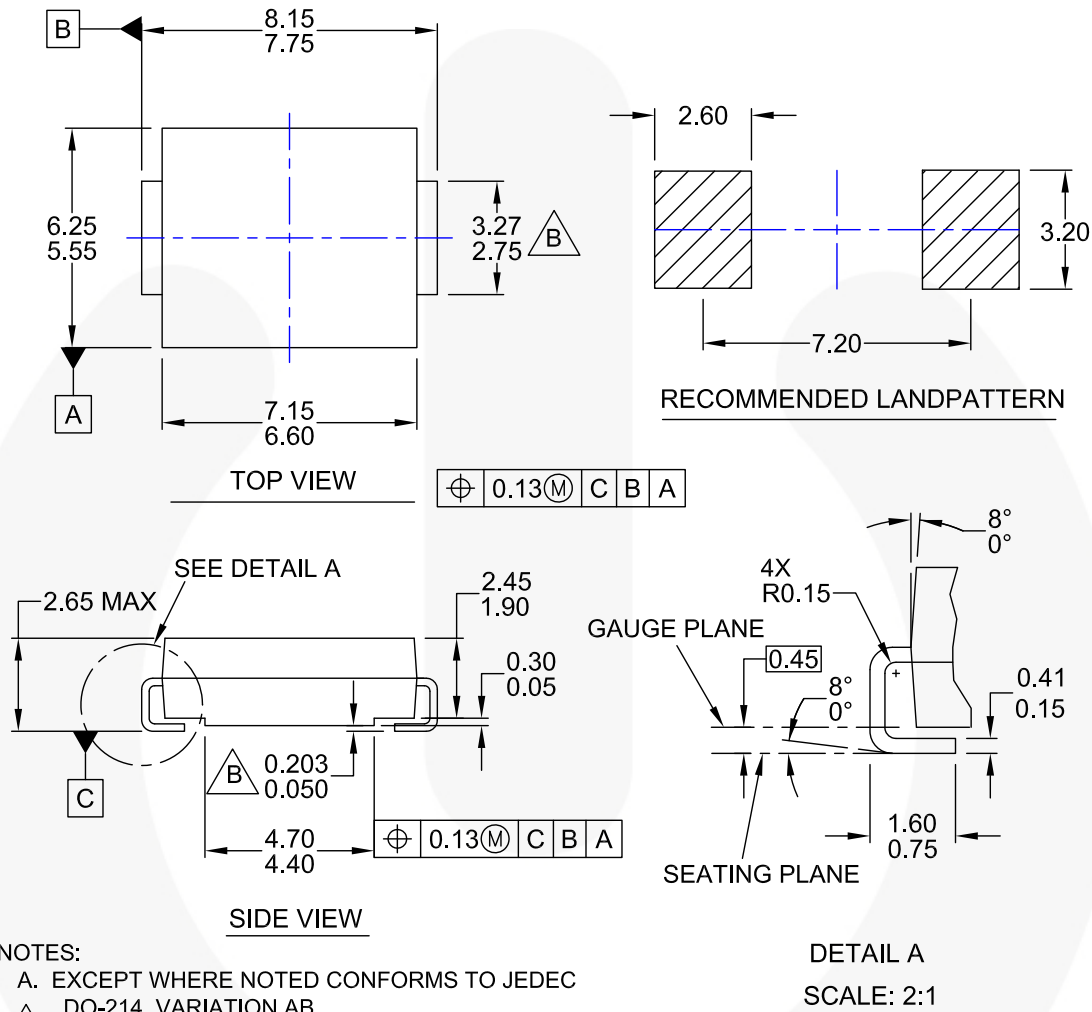 B
8.15
7.75
6.25
5.55
3.27
2.75
B
A
7.15
6.60
TOP VIEW
⌖ 0.13Ⓜ C B A
2.60
3.20
7.20
RECOMMENDED LANDPATTERN
SEE DETAIL A
2.65 MAX
2.45
1.90
0.30
0.05
C
B
0.203
0.050
4.70
4.40
⌖ 0.13Ⓜ C B A
SIDE VIEW
8°
0°
4X
R0.15
GAUGE PLANE
0.45
8°
0°
0.41
0.15
1.60
0.75
SEATING PLANE
DETAIL A
SCALE: 2:1
NOTES:
A. EXCEPT WHERE NOTED CONFORMS TO JEDEC
DO-214, VARIATION AB